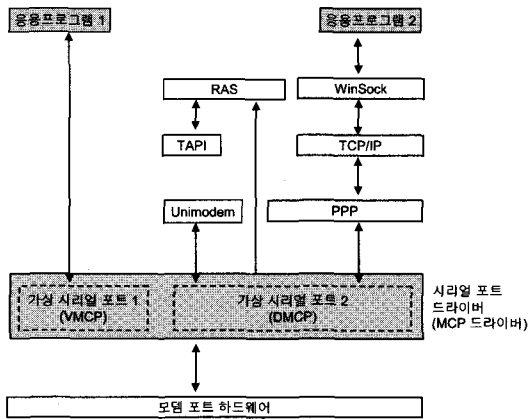 응용프로그램 1
응용프로그램 2
RAS
WinSock
TAPI
TCP/IP
Unimodem
PPP
가상 시리얼 포트 1
(VMCP)
가상 시리얼 포트 2
(DMCP)
시리얼 포트
드라이버
(MCP 드라이버)
모뎀 포트 하드웨어